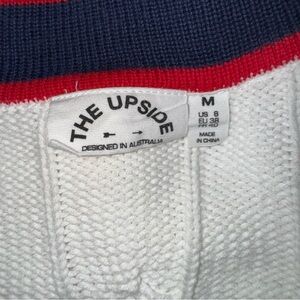 THE UPSIDE
DESIGNED IN AUSTRALIA
M
US 8
EU 38
MADE
IN CHINA